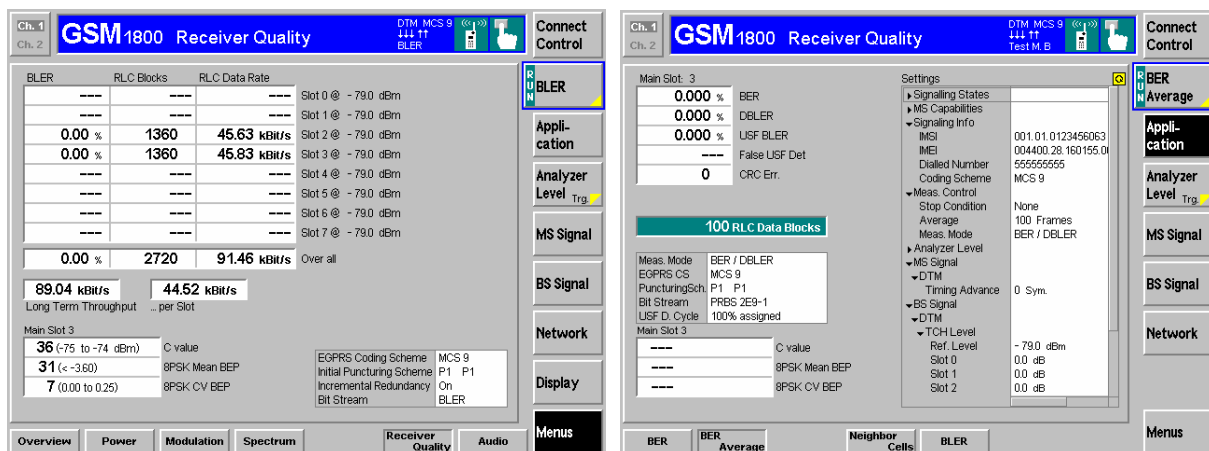 Ch. 1
Ch. 2
GSM 1800 Receiver Quality
DTM MCS 9
↓↓↓ ↑↑
BLER
Connect
Control
BLER RLC Blocks RLC Data Rate
--- --- --- Slot 0 @ - 79.0 dBm
--- --- --- Slot 1 @ - 79.0 dBm
0.00 % 1360 45.63 kBit/s Slot 2 @ - 79.0 dBm
0.00 % 1360 45.83 kBit/s Slot 3 @ - 79.0 dBm
--- --- --- Slot 4 @ - 79.0 dBm
--- --- --- Slot 5 @ - 79.0 dBm
--- --- --- Slot 6 @ - 79.0 dBm
--- --- --- Slot 7 @ - 79.0 dBm
0.00 % 2720 91.46 kBit/s Over all
89.04 kBit/s 44.52 kBit/s
Long Term Throughput ... per Slot
Main Slot 3
36 (-75 to -74 dBm) C value
31 (< -3.60) 8PSK Mean BEP
7 (0.00 to 0.25) 8PSK CV BEP
EGPRS Coding Scheme MCS 9
Initial Puncturing Scheme P1 P1
Incremental Redundancy On
Bit Stream BLER
RUN
BLER
Appli-
cation
Analyzer
Level Trg.
MS Signal
BS Signal
Network
Display
Menus
Overview Power Modulation Spectrum Receiver Quality Audio
Ch. 1
Ch. 2
GSM 1800 Receiver Quality
DTM MCS 9
↓↓↓ ↑↑
Test M. B
Connect
Control
Main Slot: 3
0.000 % BER
0.000 % DBLER
0.000 % USF BLER
--- False USF Det
0 CRC Err.
100 RLC Data Blocks
Meas. Mode BER / DBLER
EGPRS CS MCS 9
PuncturingSch. P1 P1
Bit Stream PRBS 2E9-1
USF D. Cycle 100% assigned
Main Slot 3
--- C value
--- 8PSK Mean BEP
--- 8PSK CV BEP
Settings
Signalling States
MS Capabilities
Signaling Info
IMSI 001.01.0123456063
IMEI 004400.28.160155.0
Dialled Number 555555555
Coding Scheme MCS 9
Meas. Control
Stop Condition None
Average 100 Frames
Meas. Mode BER / DBLER
Analyzer Level
MS Signal
DTM
Timing Advance 0 Sym.
BS Signal
DTM
TCH Level
Ref. Level - 79.0 dBm
Slot 0 0.0 dB
Slot 1 0.0 dB
Slot 2 0.0 dB
RUN
BER
Average
Appli-
cation
Analyzer
Level Trg.
MS Signal
BS Signal
Network
Menus
BER BER Average Neighbor Cells BLER